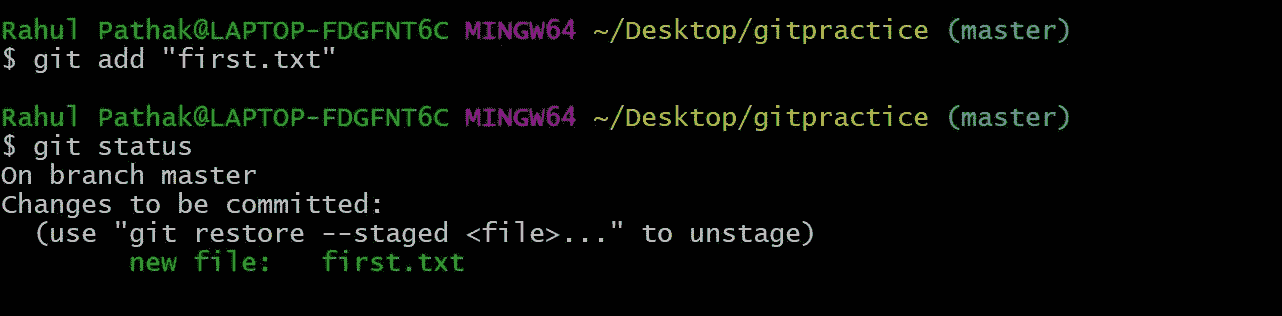 Rahul Pathak@LAPTOP-FDGFNT6C MINGW64 ~/Desktop/gitpractice (master)
$ git add "first.txt"
Rahul Pathak@LAPTOP-FDGFNT6C MINGW64 ~/Desktop/gitpractice (master)
$ git status
On branch master
Changes to be committed:
  (use "git restore --staged <file>..." to unstage)
        new file:   first.txt